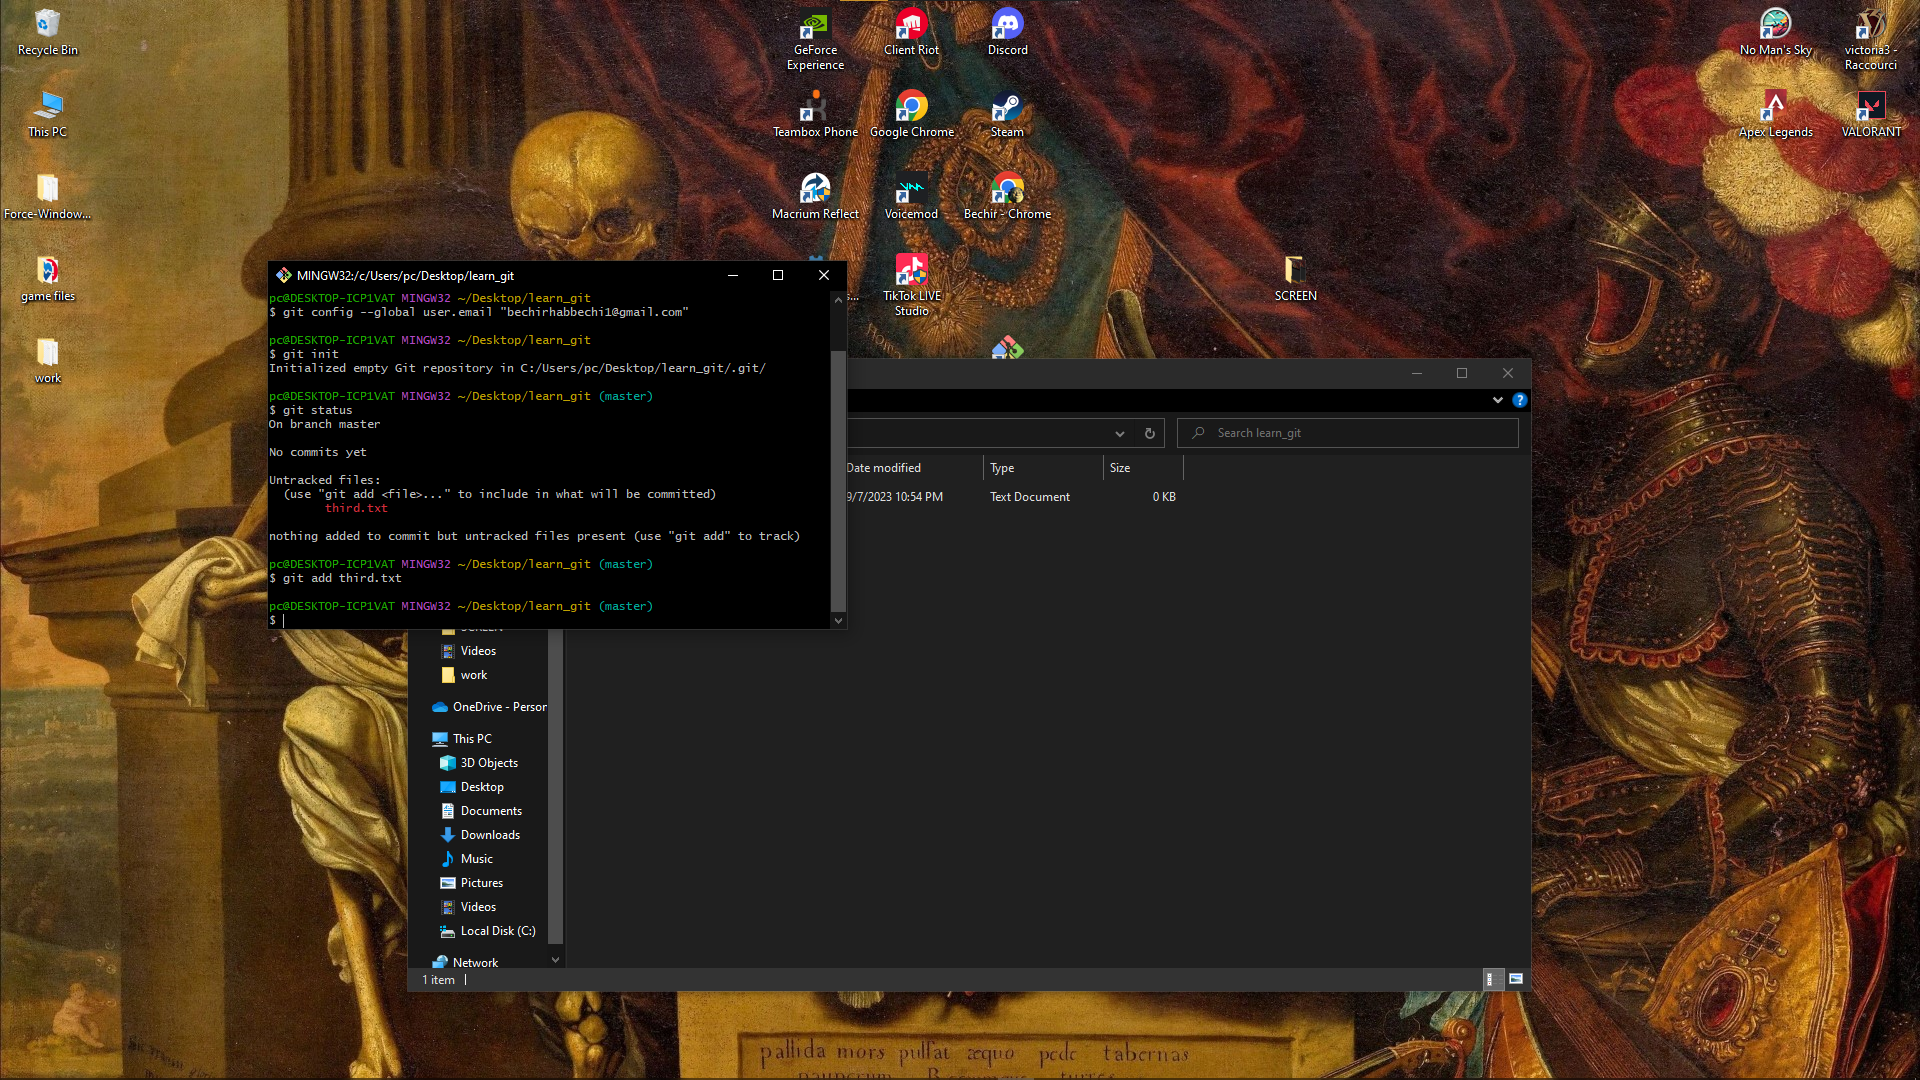 Recycle Bin
This PC
Force-Window...
game files
work
GeForce
Experience
Client Riot
Discord
Teambox Phone
Google Chrome
Steam
Macrium Reflect
Voicemod
Bechir - Chrome
TikTok LIVE
Studio
SCREEN
No Man's Sky
victoria3 -
Raccourci
Apex Legends
VALORANT
MINGW32:/c/Users/pc/Desktop/learn_git
pc@DESKTOP-ICP1VAT MINGW32 ~/Desktop/learn_git
$ git config --global user.email "bechirhabbechi1@gmail.com"
pc@DESKTOP-ICP1VAT MINGW32 ~/Desktop/learn_git
$ git init
Initialized empty Git repository in C:/Users/pc/Desktop/learn_git/.git/
pc@DESKTOP-ICP1VAT MINGW32 ~/Desktop/learn_git (master)
$ git status
On branch master
No commits yet
Untracked files:
(use "git add <file>..." to include in what will be committed)
third.txt
nothing added to commit but untracked files present (use "git add" to track)
pc@DESKTOP-ICP1VAT MINGW32 ~/Desktop/learn_git (master)
$ git add third.txt
pc@DESKTOP-ICP1VAT MINGW32 ~/Desktop/learn_git (master)
$
Search learn_git
Date modified Type Size
9/7/2023 10:54 PM Text Document 0 KB
Videos
work
OneDrive - Person
This PC
3D Objects
Desktop
Documents
Downloads
Music
Pictures
Videos
Local Disk (C:)
Network
1 item
pallida mors pulsat æquo pede tabernas